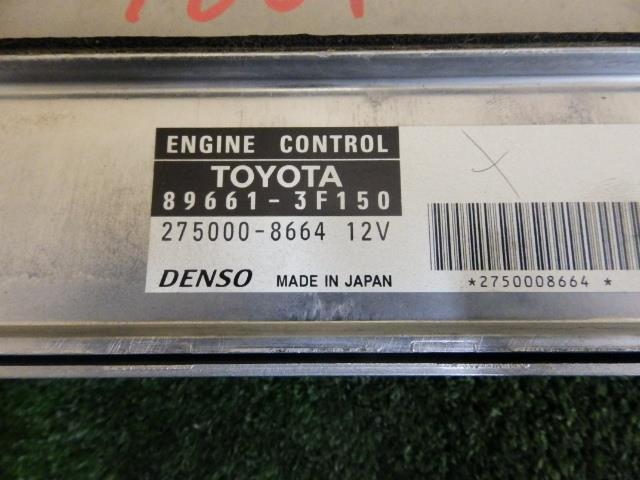 ENGINE CONTROL
TOYOTA
89661-3F150
275000-8664 12V
DENSO MADE IN JAPAN
*2750008664 *